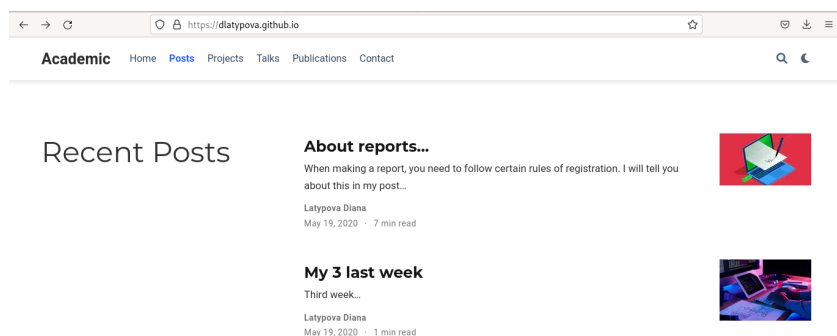 https://dlatypova.github.io
Academic Home Posts Projects Talks Publications Contact
Recent Posts
About reports...
When making a report, you need to follow certain rules of registration. I will tell you
about this in my post...
Latypova Diana
May 19, 2020 · 7 min read
My 3 last week
Third week...
Latypova Diana
May 19, 2020 · 1 min read